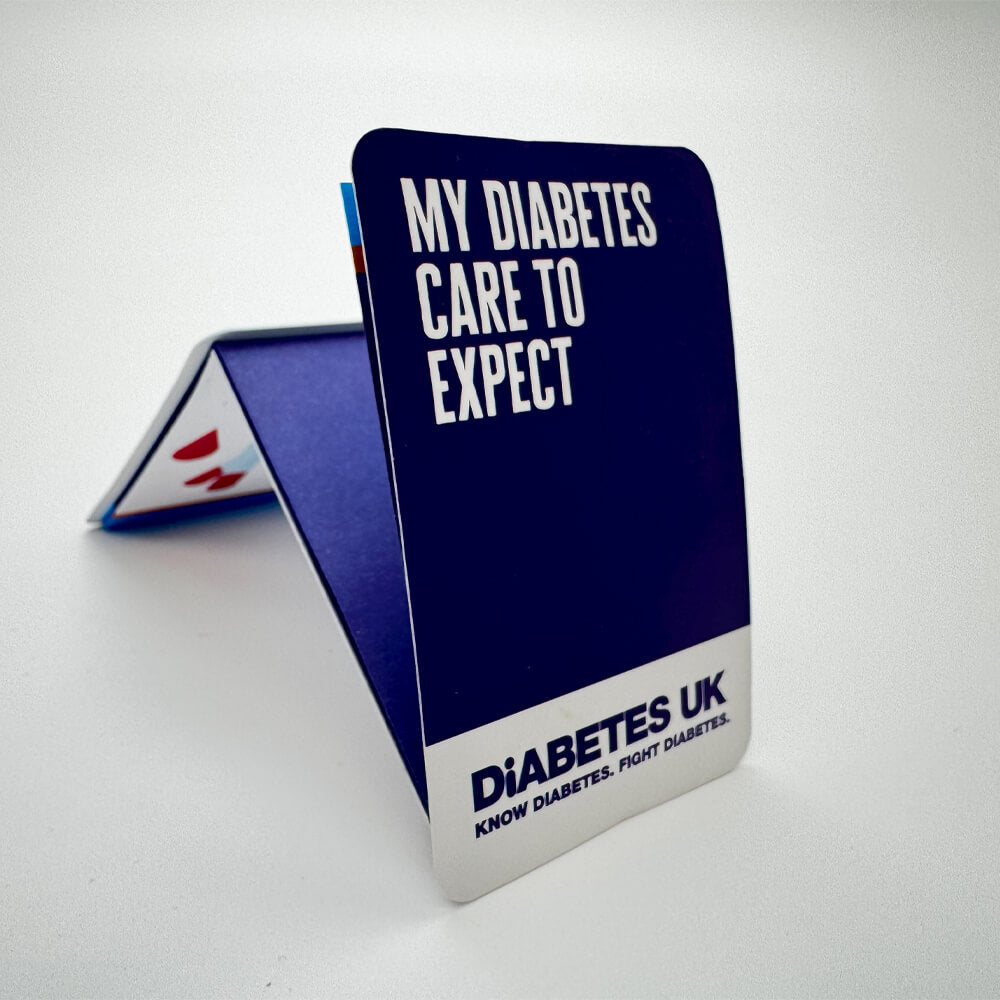 MY DIABETES
CARE TO
EXPECT
DiABETES UK
KNOW DIABETES. FIGHT DIABETES.